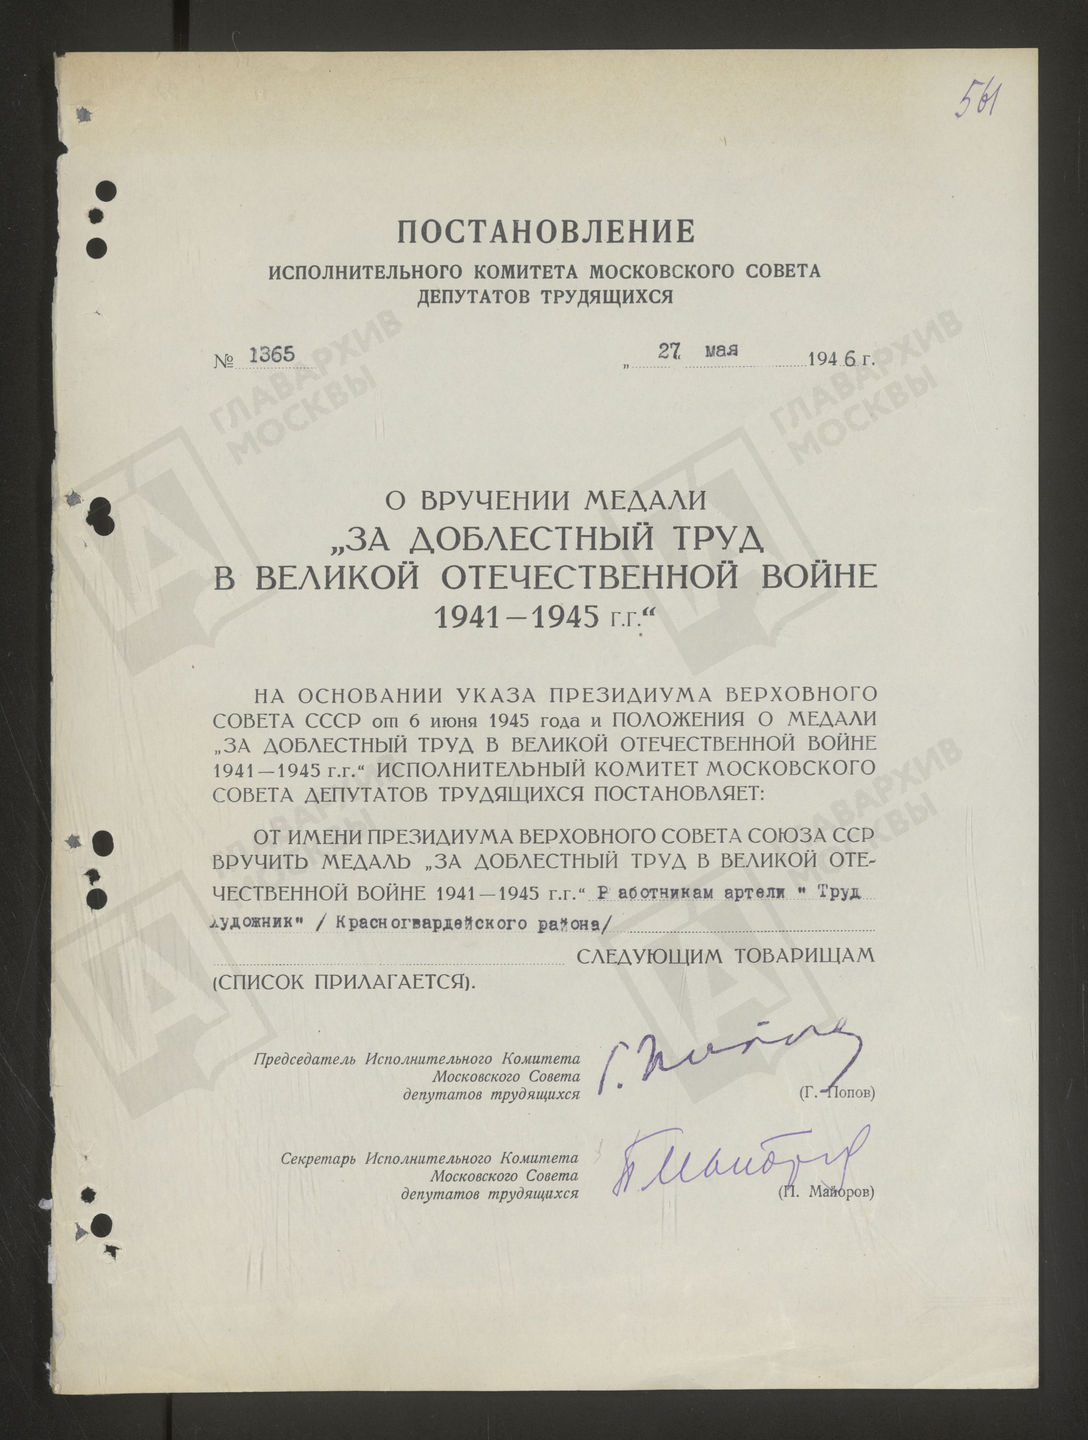 561
ПОСТАНОВЛЕНИЕ
ИСПОЛНИТЕЛЬНОГО КОМИТЕТА МОСКОВСКОГО СОВЕТА
ДЕПУТАТОВ ТРУДЯЩИХСЯ
№ 1365 „ 27 “ мая 1946 г.
О ВРУЧЕНИИ МЕДАЛИ
„ЗА ДОБЛЕСТНЫЙ ТРУД
В ВЕЛИКОЙ ОТЕЧЕСТВЕННОЙ ВОЙНЕ
1941—1945 г.г.“
НА ОСНОВАНИИ УКАЗА ПРЕЗИДИУМА ВЕРХОВНОГО
СОВЕТА СССР от 6 июня 1945 года и ПОЛОЖЕНИЯ О МЕДАЛИ
„ЗА ДОБЛЕСТНЫЙ ТРУД В ВЕЛИКОЙ ОТЕЧЕСТВЕННОЙ ВОЙНЕ
1941—1945 г.г.“ ИСПОЛНИТЕЛЬНЫЙ КОМИТЕТ МОСКОВСКОГО
СОВЕТА ДЕПУТАТОВ ТРУДЯЩИХСЯ ПОСТАНОВЛЯЕТ:
ОТ ИМЕНИ ПРЕЗИДИУМА ВЕРХОВНОГО СОВЕТА СОЮЗА ССР
ВРУЧИТЬ МЕДАЛЬ „ЗА ДОБЛЕСТНЫЙ ТРУД В ВЕЛИКОЙ ОТЕ-
ЧЕСТВЕННОЙ ВОЙНЕ 1941—1945 г.г.“ Р аботникам артели " Труд
художник" / Красногвардейского района/
СЛЕДУЮЩИМ ТОВАРИЩАМ
(СПИСОК ПРИЛАГАЕТСЯ).
Председатель Исполнительного Комитета
Московского Совета
депутатов трудящихся
Г. Попов
(Г. Попов)
Секретарь Исполнительного Комитета
Московского Совета
депутатов трудящихся
П Майоров
(П. Майоров)
ГЛАВАРХИВ
МОСКВЫ
ГЛАВАРХИВ
МОСКВЫ
ГЛАВАРХИВ
МОСКВЫ
ГЛАВАРХИВ
МОСКВЫ